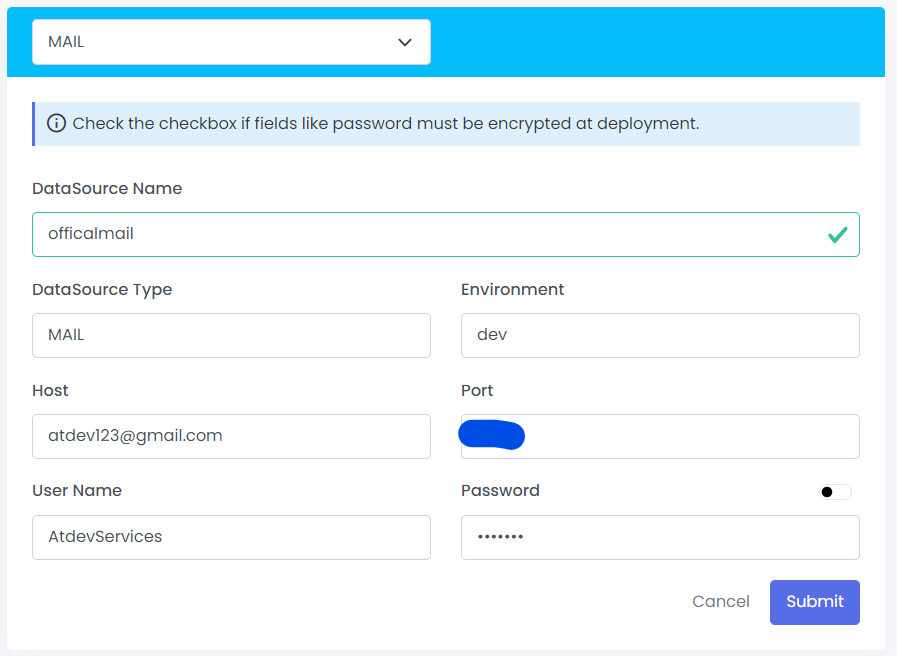 MAIL
Check the checkbox if fields like password must be encrypted at deployment.
DataSource Name
officalmail
DataSource Type
Environment
MAIL
dev
Host
Port
atdev123@gmail.com
User Name
Password
AtdevServices
•••••••
Cancel
Submit